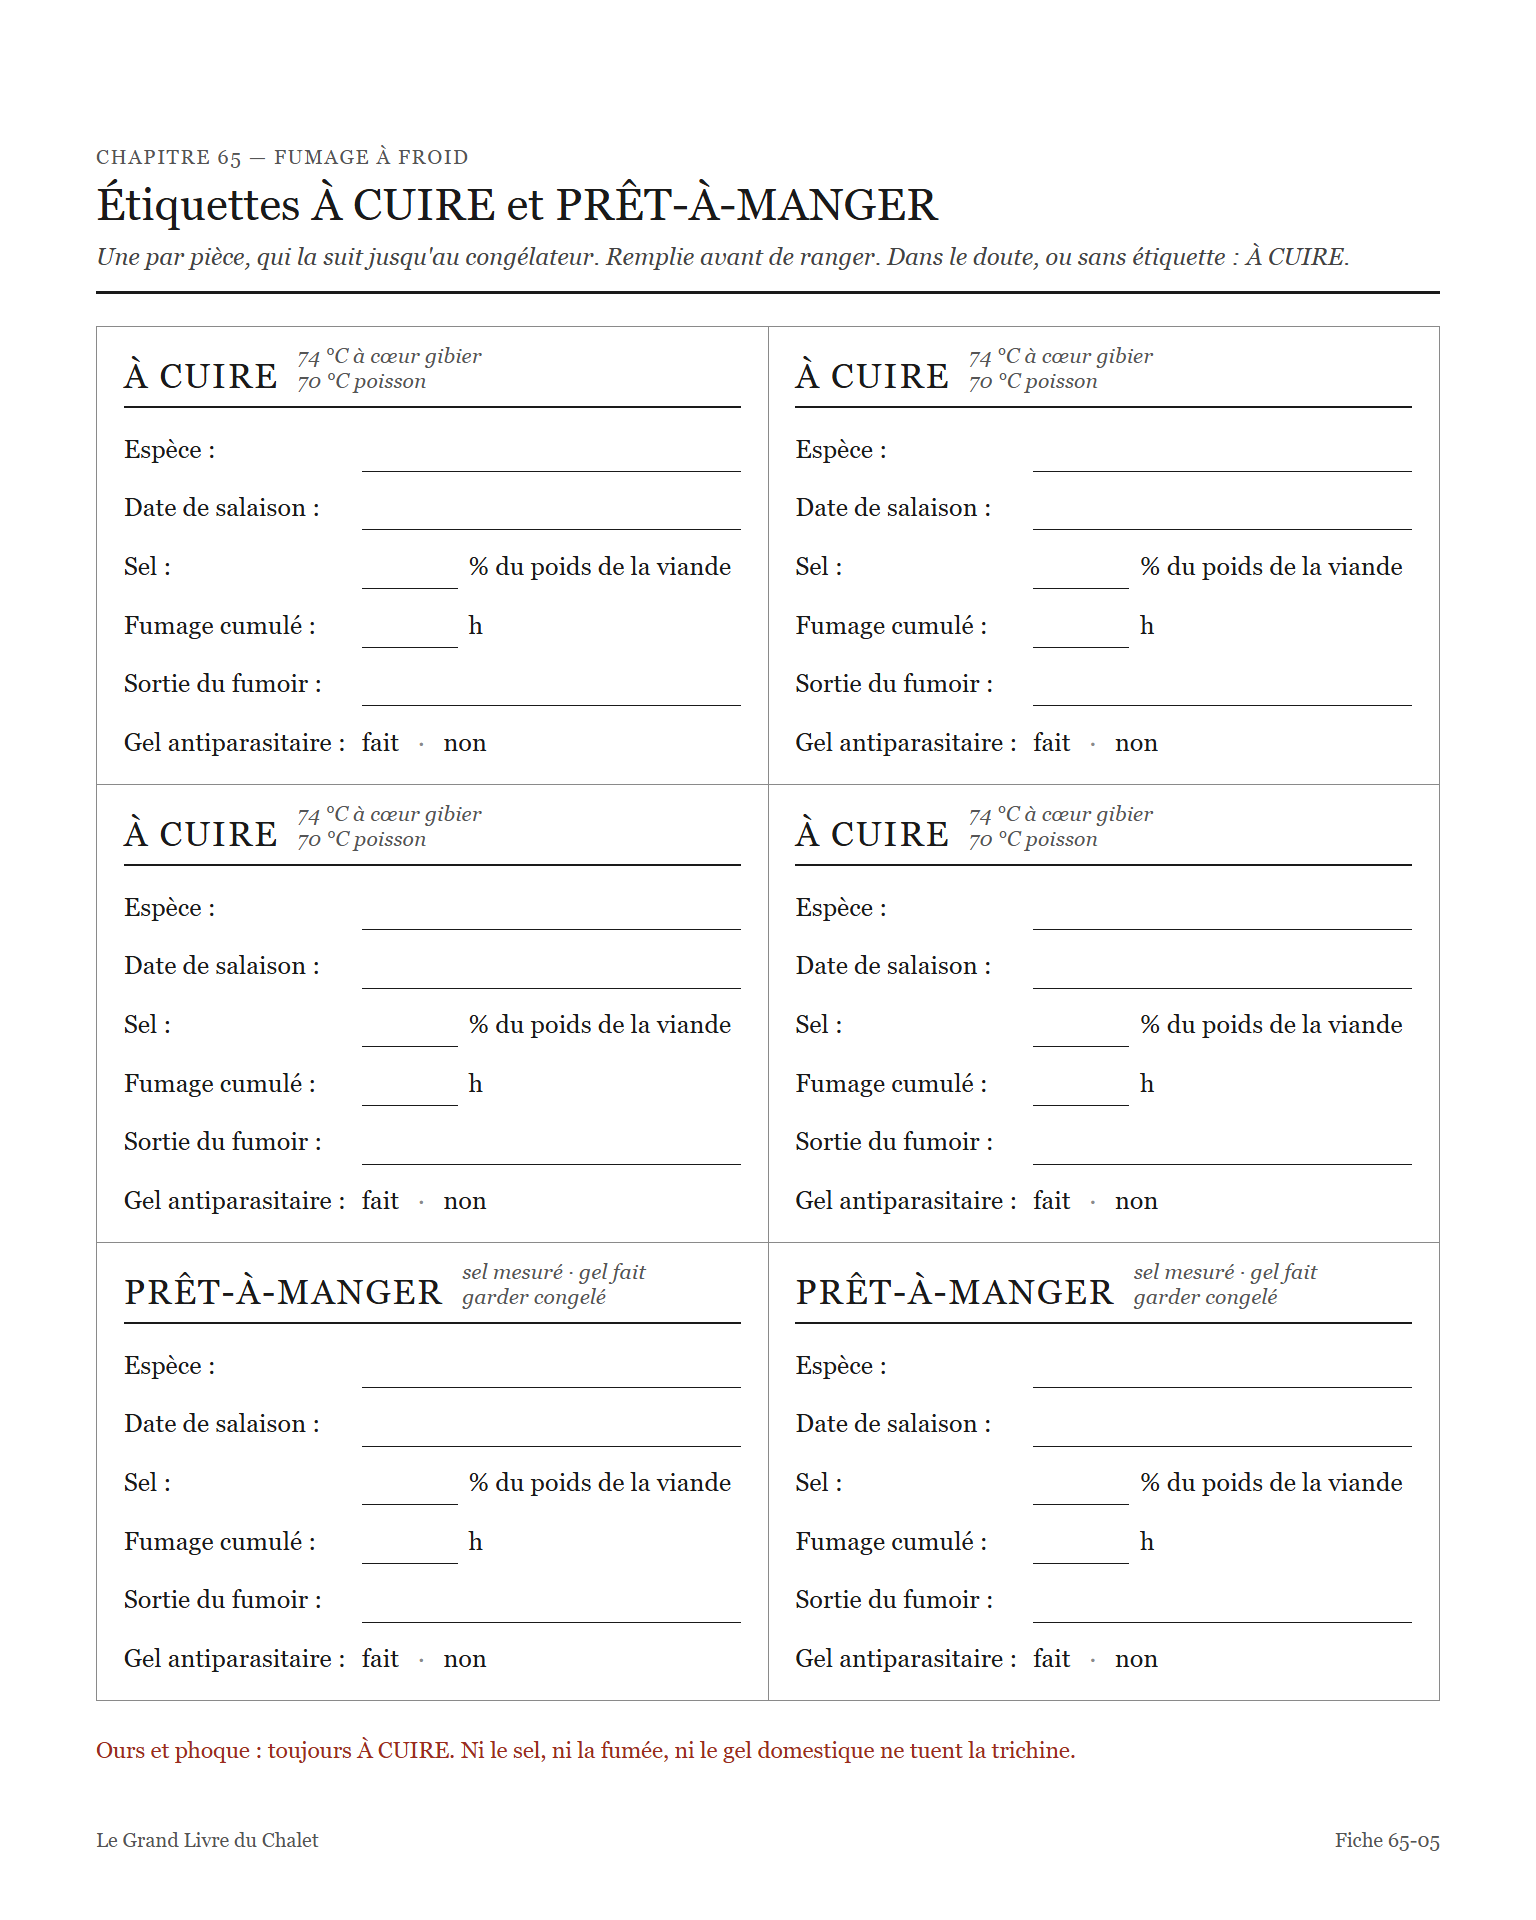 CHAPITRE 65 — FUMAGE À FROID
Étiquettes À CUIRE et PRÊT-À-MANGER
Une par pièce, qui la suit jusqu'au congélateur. Remplie avant de ranger. Dans le doute, ou sans étiquette : À CUIRE.
À CUIRE
74 °C à cœur gibier
70 °C poisson
Espèce :
Date de salaison :
Sel : % du poids de la viande
Fumage cumulé : h
Sortie du fumoir :
Gel antiparasitaire : fait · non
À CUIRE
74 °C à cœur gibier
70 °C poisson
Espèce :
Date de salaison :
Sel : % du poids de la viande
Fumage cumulé : h
Sortie du fumoir :
Gel antiparasitaire : fait · non
À CUIRE
74 °C à cœur gibier
70 °C poisson
Espèce :
Date de salaison :
Sel : % du poids de la viande
Fumage cumulé : h
Sortie du fumoir :
Gel antiparasitaire : fait · non
À CUIRE
74 °C à cœur gibier
70 °C poisson
Espèce :
Date de salaison :
Sel : % du poids de la viande
Fumage cumulé : h
Sortie du fumoir :
Gel antiparasitaire : fait · non
PRÊT-À-MANGER
sel mesuré · gel fait
garder congelé
Espèce :
Date de salaison :
Sel : % du poids de la viande
Fumage cumulé : h
Sortie du fumoir :
Gel antiparasitaire : fait · non
PRÊT-À-MANGER
sel mesuré · gel fait
garder congelé
Espèce :
Date de salaison :
Sel : % du poids de la viande
Fumage cumulé : h
Sortie du fumoir :
Gel antiparasitaire : fait · non
Ours et phoque : toujours À CUIRE. Ni le sel, ni la fumée, ni le gel domestique ne tuent la trichine.
Le Grand Livre du Chalet
Fiche 65-05